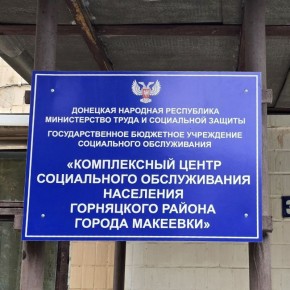 ДОНЕЦКАЯ НАРОДНАЯ РЕСПУБЛИКА
МИНИСТЕРСТВО ТРУДА И СОЦИАЛЬНОЙ ЗАЩИТЫ
ГОСУДАРСТВЕННОЕ БЮДЖЕТНОЕ УЧРЕЖДЕНИЕ
СОЦИАЛЬНОГО ОБСЛУЖИВАНИЯ
«КОМПЛЕКСНЫЙ ЦЕНТР
СОЦИАЛЬНОГО ОБСЛУЖИВАНИЯ
НАСЕЛЕНИЯ
ГОРНЯЦКОГО РАЙОНА
ГОРОДА МАКЕЕВКИ»